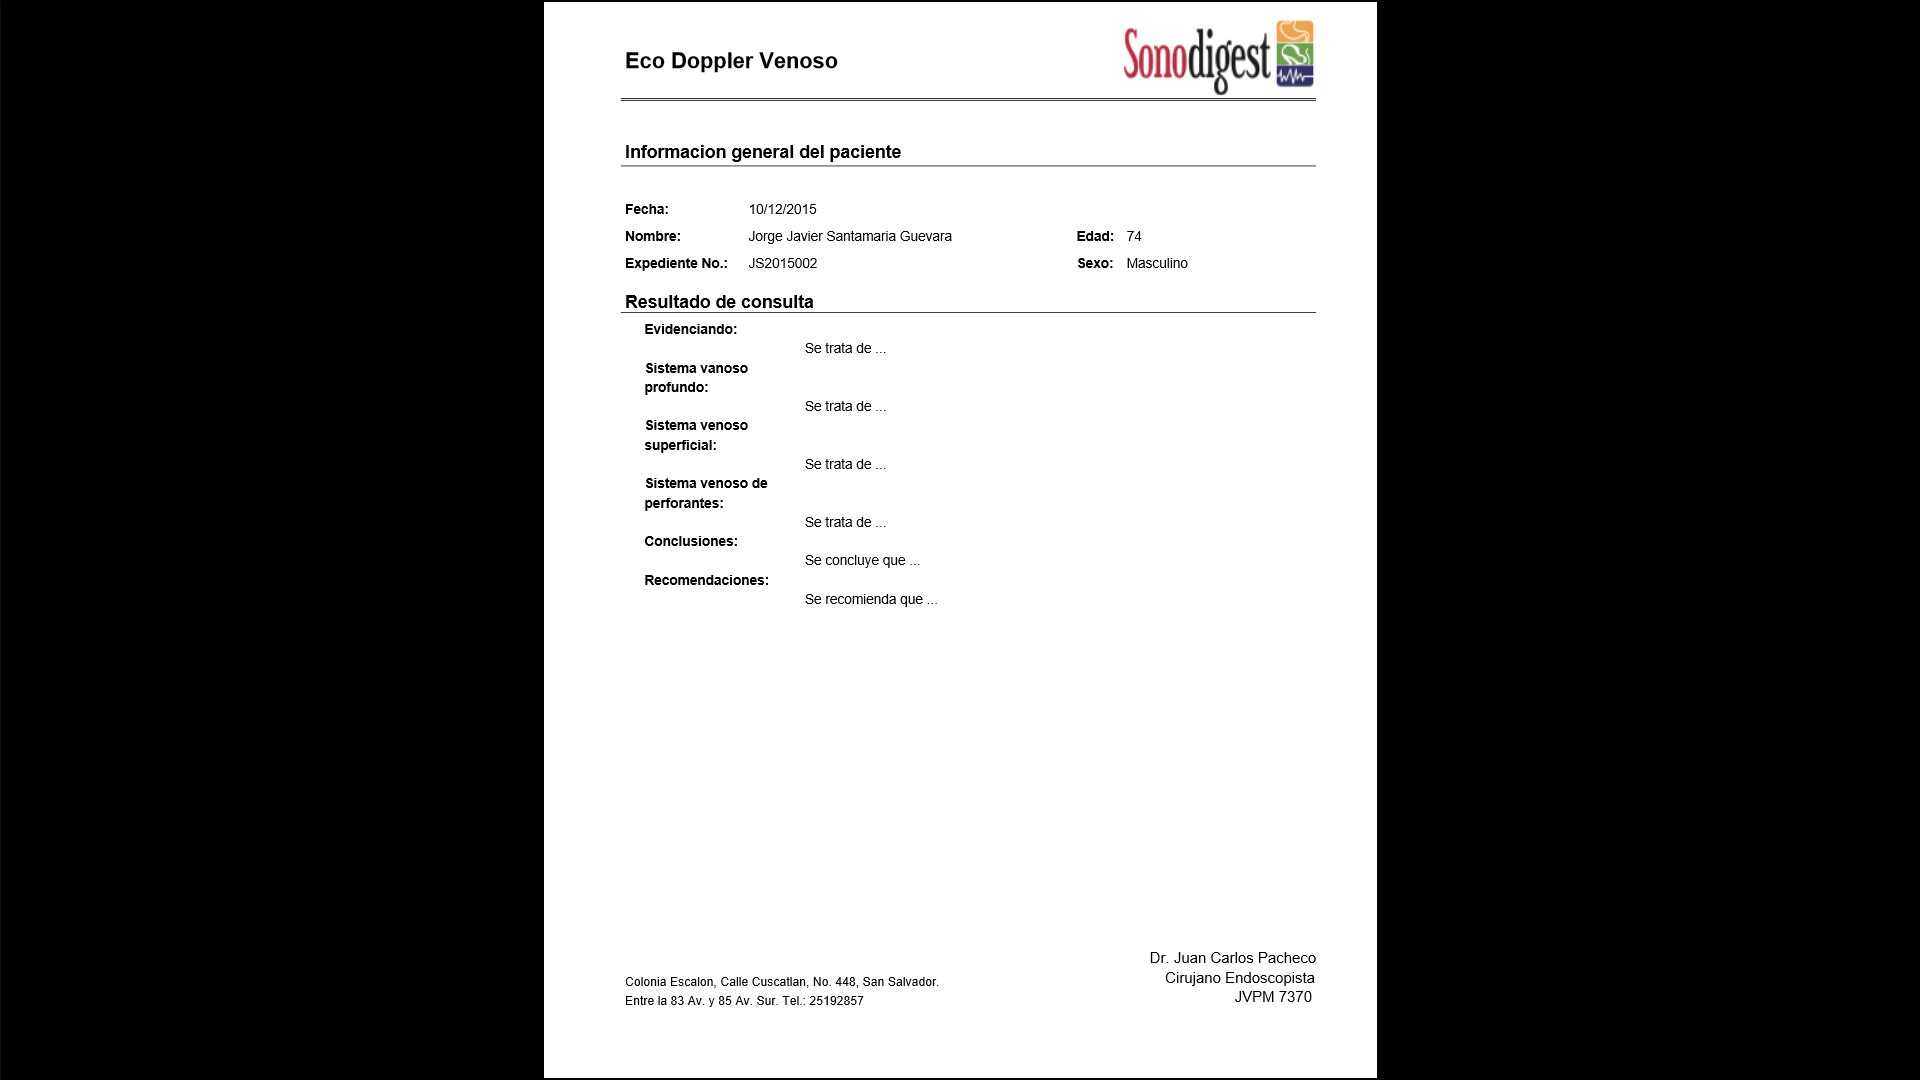 Eco Doppler Venoso
Sonodigest
Informacion general del paciente
Fecha: 10/12/2015
Nombre: Jorge Javier Santamaria Guevara Edad: 74
Expediente No.: JS2015002 Sexo: Masculino
Resultado de consulta
Evidenciando:
Se trata de ...
Sistema vanoso
profundo:
Se trata de ...
Sistema venoso
superficial:
Se trata de ...
Sistema venoso de
perforantes:
Se trata de ...
Conclusiones:
Se concluye que ...
Recomendaciones:
Se recomienda que ...
Dr. Juan Carlos Pacheco
Cirujano Endoscopista
JVPM 7370
Colonia Escalon, Calle Cuscatlan, No. 448, San Salvador.
Entre la 83 Av. y 85 Av. Sur. Tel.: 25192857